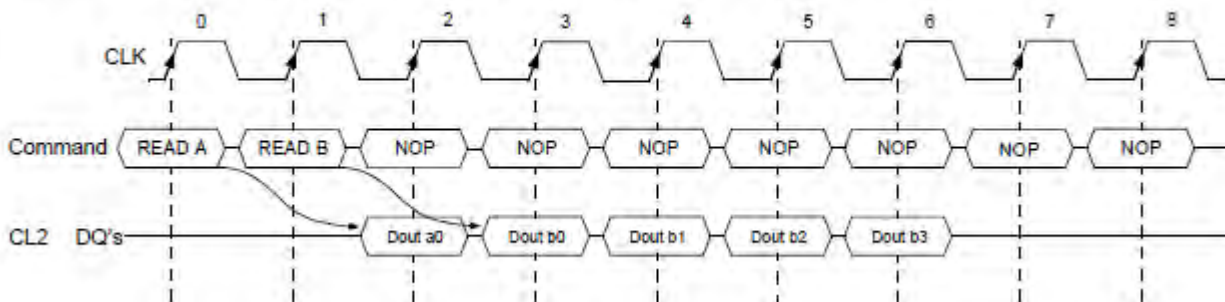 0 1 2 3 4 5 6 7 8
CLK
Command READ A READ B NOP NOP NOP NOP NOP NOP NOP
CL2 DQ's Dout a0 Dout b0 Dout b1 Dout b2 Dout b3